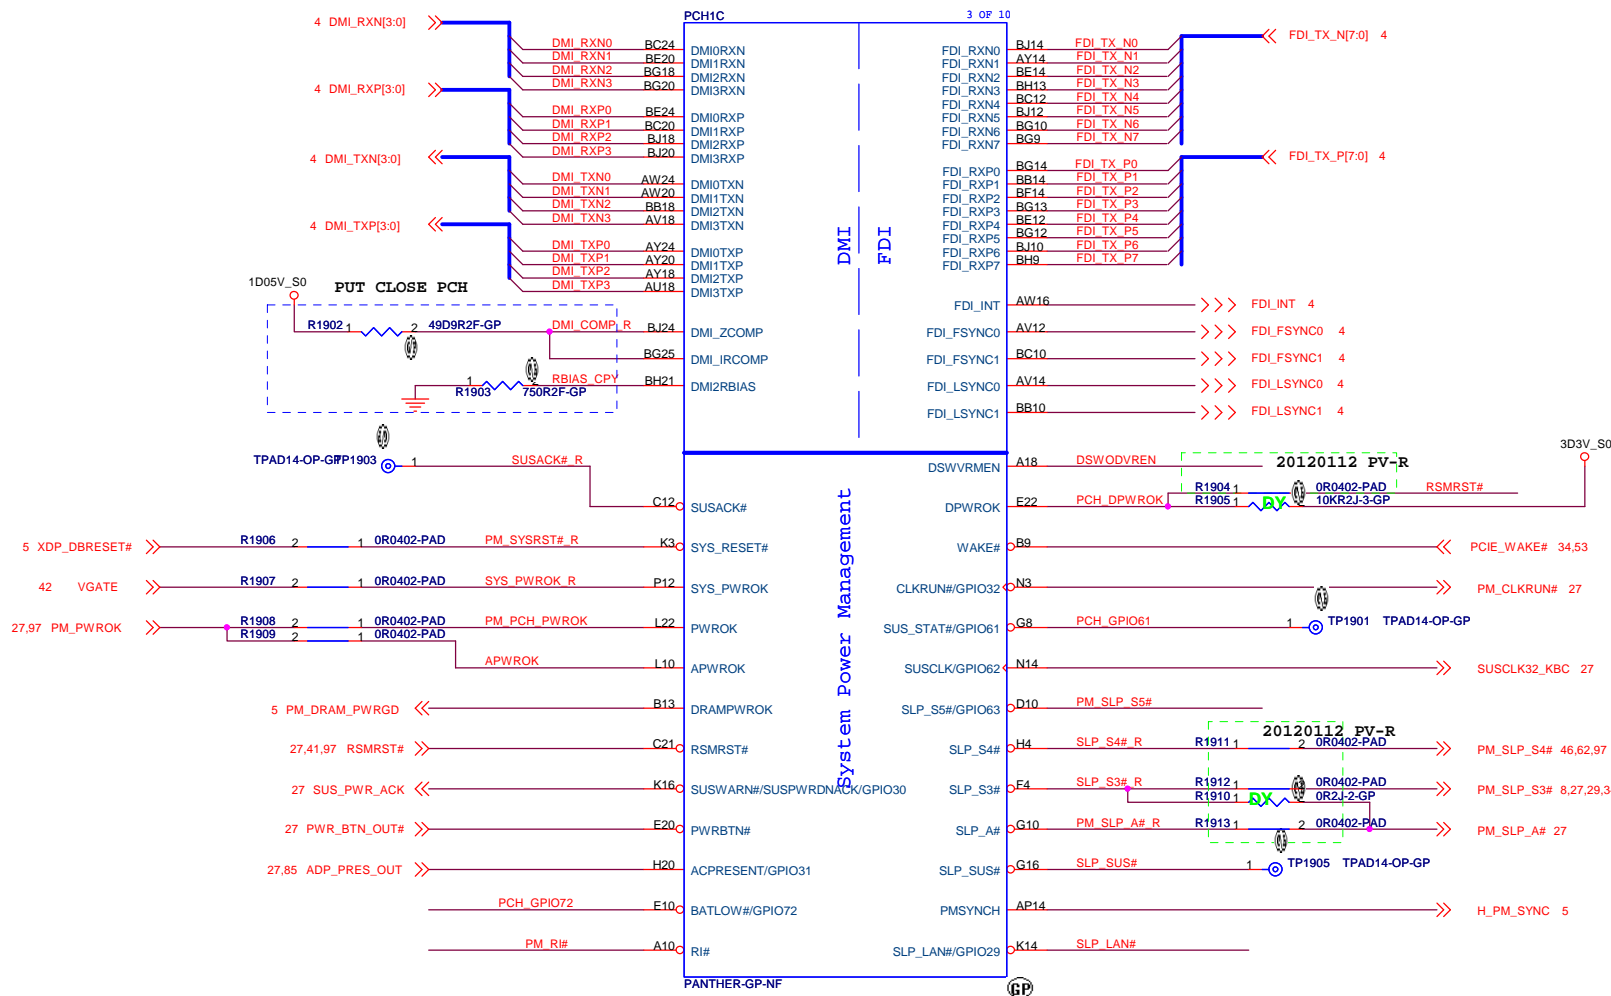 PCH1C
3 OF 10
4 DMI_RXN[3:0]
DMI_RXN0 BC24 DMI0RXN
DMI_RXN1 BE20 DMI1RXN
DMI_RXN2 BG18 DMI2RXN
DMI_RXN3 BG20 DMI3RXN
4 DMI_RXP[3:0]
DMI_RXP0 BE24 DMI0RXP
DMI_RXP1 BC20 DMI1RXP
DMI_RXP2 BJ18 DMI2RXP
DMI_RXP3 BJ20 DMI3RXP
4 DMI_TXN[3:0]
DMI_TXN0 AW24 DMI0TXN
DMI_TXN1 AW20 DMI1TXN
DMI_TXN2 BB18 DMI2TXN
DMI_TXN3 AV18 DMI3TXN
4 DMI_TXP[3:0]
DMI_TXP0 AY24 DMI0TXP
DMI_TXP1 AY20 DMI1TXP
DMI_TXP2 AY18 DMI2TXP
DMI_TXP3 AU18 DMI3TXP
DMI
FDI
FDI_RXN0 BJ14 FDI_TX_N0
FDI_RXN1 AY14 FDI_TX_N1
FDI_RXN2 BE14 FDI_TX_N2
FDI_RXN3 BH13 FDI_TX_N3
FDI_RXN4 BC12 FDI_TX_N4
FDI_RXN5 BJ12 FDI_TX_N5
FDI_RXN6 BG10 FDI_TX_N6
FDI_RXN7 BG9 FDI_TX_N7
FDI_TX_N[7:0] 4
FDI_RXP0 BG14 FDI_TX_P0
FDI_RXP1 BB14 FDI_TX_P1
FDI_RXP2 BF14 FDI_TX_P2
FDI_RXP3 BG13 FDI_TX_P3
FDI_RXP4 BE12 FDI_TX_P4
FDI_RXP5 BG12 FDI_TX_P5
FDI_RXP6 BJ10 FDI_TX_P6
FDI_RXP7 BH9 FDI_TX_P7
FDI_TX_P[7:0] 4
FDI_INT AW16 FDI_INT 4
FDI_FSYNC0 AV12 FDI_FSYNC0 4
FDI_FSYNC1 BC10 FDI_FSYNC1 4
FDI_LSYNC0 AV14 FDI_LSYNC0 4
FDI_LSYNC1 BB10 FDI_LSYNC1 4
1D05V_S0
PUT CLOSE PCH
R1902 1 2 49D9R2F-GP DMI_COMP_R BJ24 DMI_ZCOMP
BG25 DMI_IRCOMP
R1903 1 2 750R2F-GP RBIAS_CPY BH21 DMI2RBIAS
TPAD14-OP-GP TP1903 1 SUSACK#_R C12 SUSACK#
5 XDP_DBRESET# R1906 2 1 0R0402-PAD PM_SYSRST#_R K3 SYS_RESET#
42 VGATE R1907 2 1 0R0402-PAD SYS_PWROK_R P12 SYS_PWROK
27,97 PM_PWROK R1908 2 1 0R0402-PAD PM_PCH_PWROK L22 PWROK
R1909 2 1 0R0402-PAD
APWROK L10 APWROK
5 PM_DRAM_PWRGD B13 DRAMPWROK
27,41,97 RSMRST# C21 RSMRST#
27 SUS_PWR_ACK K16 SUSWARN#/SUSPWRDNACK/GPIO30
27 PWR_BTN_OUT# E20 PWRBTN#
27,85 ADP_PRES_OUT H20 ACPRESENT/GPIO31
PCH_GPIO72 E10 BATLOW#/GPIO72
PM_RI# A10 RI#
System Power Management
3D3V_S0
DSWVRMEN A18 DSWODVREN
20120112 PV-R
R1904 1 0R0402-PAD RSMRST#
DPWROK E22 PCH_DPWROK R1905 1 DY 10KR2J-3-GP
WAKE# B9 PCIE_WAKE# 34,53
CLKRUN#/GPIO32 N3 PM_CLKRUN# 27
SUS_STAT#/GPIO61 G8 PCH_GPIO61 1 TP1901 TPAD14-OP-GP
SUSCLK/GPIO62 N14 SUSCLK32_KBC 27
SLP_S5#/GPIO63 D10 PM_SLP_S5#
20120112 PV-R
SLP_S4# H4 SLP_S4#_R R1911 1 2 0R0402-PAD PM_SLP_S4# 46,62,97
SLP_S3# F4 SLP_S3#_R R1912 1 0R0402-PAD PM_SLP_S3# 8,27,29,3
R1910 1 DY 2 0R2J-2-GP
SLP_A# G10 PM_SLP_A#_R R1913 1 2 0R0402-PAD PM_SLP_A# 27
SLP_SUS# G16 SLP_SUS# 1 TP1905 TPAD14-OP-GP
PMSYNCH AP14 H_PM_SYNC 5
SLP_LAN#/GPIO29 K14 SLP_LAN#
PANTHER-GP-NF
GP